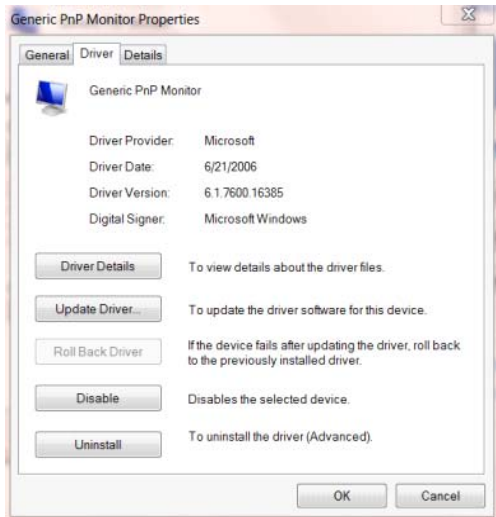 Generic PnP Monitor Properties
General Driver Details
Generic PnP Monitor
Driver Provider: Microsoft
Driver Date: 6/21/2006
Driver Version: 6.1.7600.16385
Digital Signer: Microsoft Windows
Driver Details To view details about the driver files.
Update Driver... To update the driver software for this device.
Roll Back Driver If the device fails after updating the driver, roll back
to the previously installed driver.
Disable Disables the selected device.
Uninstall To uninstall the driver (Advanced).
OK Cancel